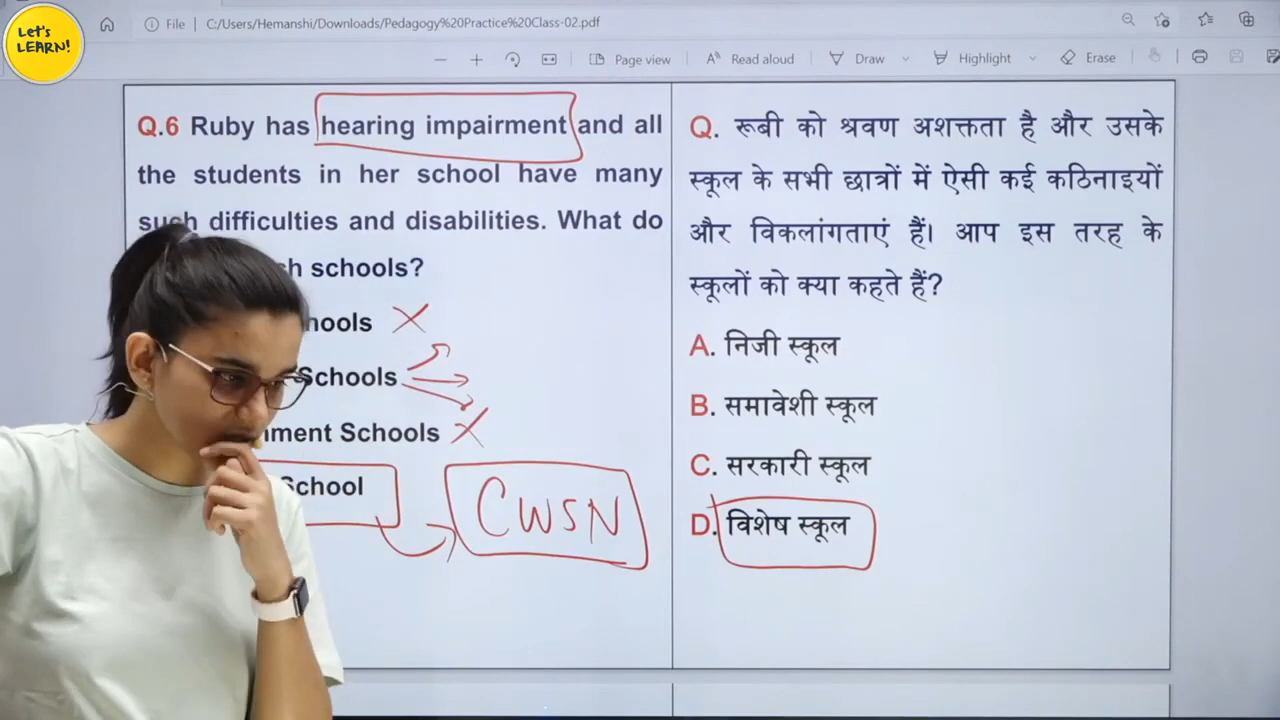 Let's
LEARN!
File
C:/Users/Hemanshi/Downloads/Pedagogy%20Practice%20Class-02.pdf
Page view
Read aloud
Draw
Highlight
Erase
Q.6 Ruby has hearing impairment and all
the students in her school have many
such difficulties and disabilities. What do
schools?
Schools
School
CWSN
Q. रूबी को श्रवण अशक्तता है और उसके
स्कूल के सभी छात्रों में ऐसी कई कठिनाइयों
और विकलांगताएं हैं। आप इस तरह के
स्कूलों को क्या कहते हैं?
A. निजी स्कूल
B. समावेशी स्कूल
C. सरकारी स्कूल
D. विशेष स्कूल